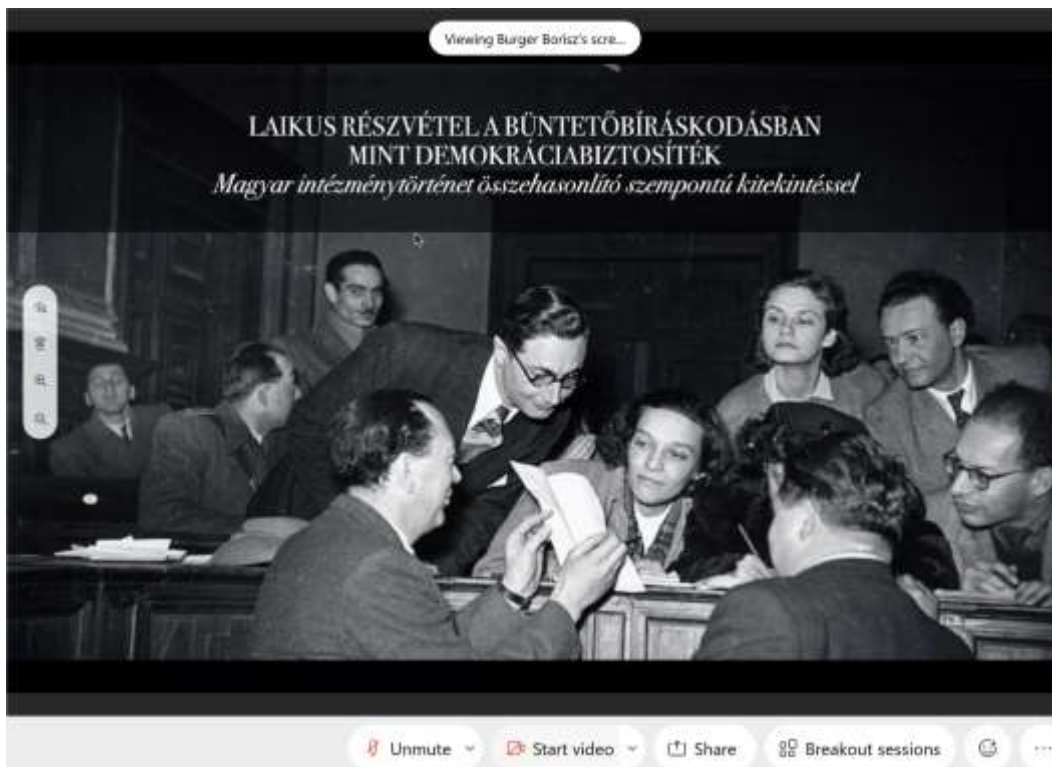 Viewing Burger Borisz's scre...
LAIKUS RÉSZVÉTEL A BÜNTETŐBÍRÁSKODÁSBAN
MINT DEMOKRÁCIABIZTOSÍTÉK
Magyar intézménytörténet összehasonlító szempontú kitekintéssel
Unmute Start video Share Breakout sessions ...